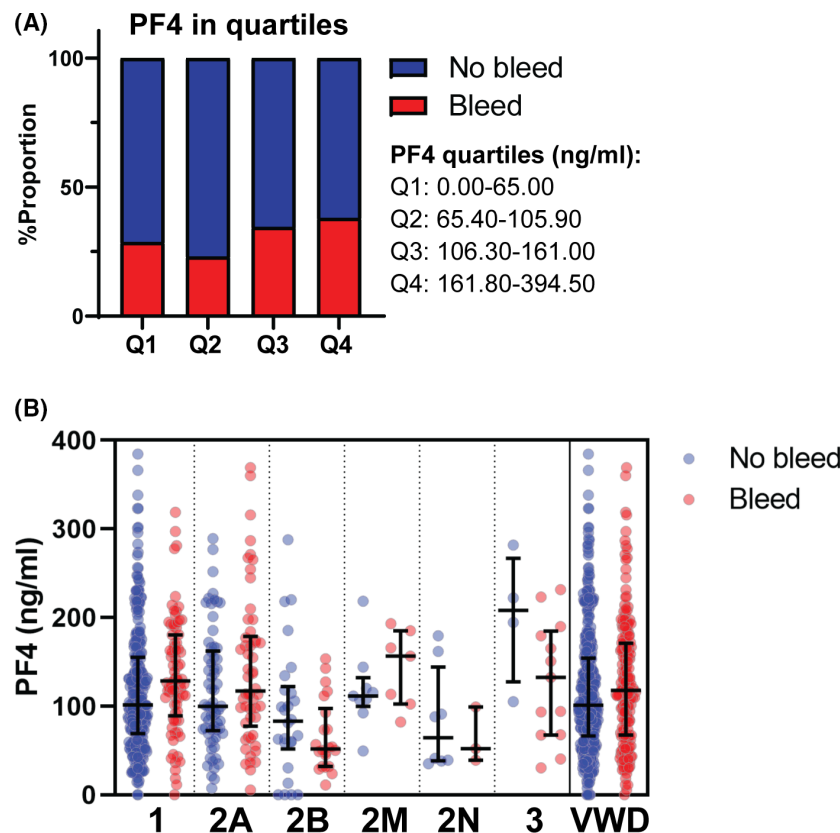 (A)
PF4 in quartiles
%Proportion
100
50
0
Q1 Q2 Q3 Q4
No bleed
Bleed
PF4 quartiles (ng/ml):
Q1: 0.00-65.00
Q2: 65.40-105.90
Q3: 106.30-161.00
Q4: 161.80-394.50
(B)
PF4 (ng/ml)
400
300
200
100
0
1 2A 2B 2M 2N 3 VWD
No bleed
Bleed